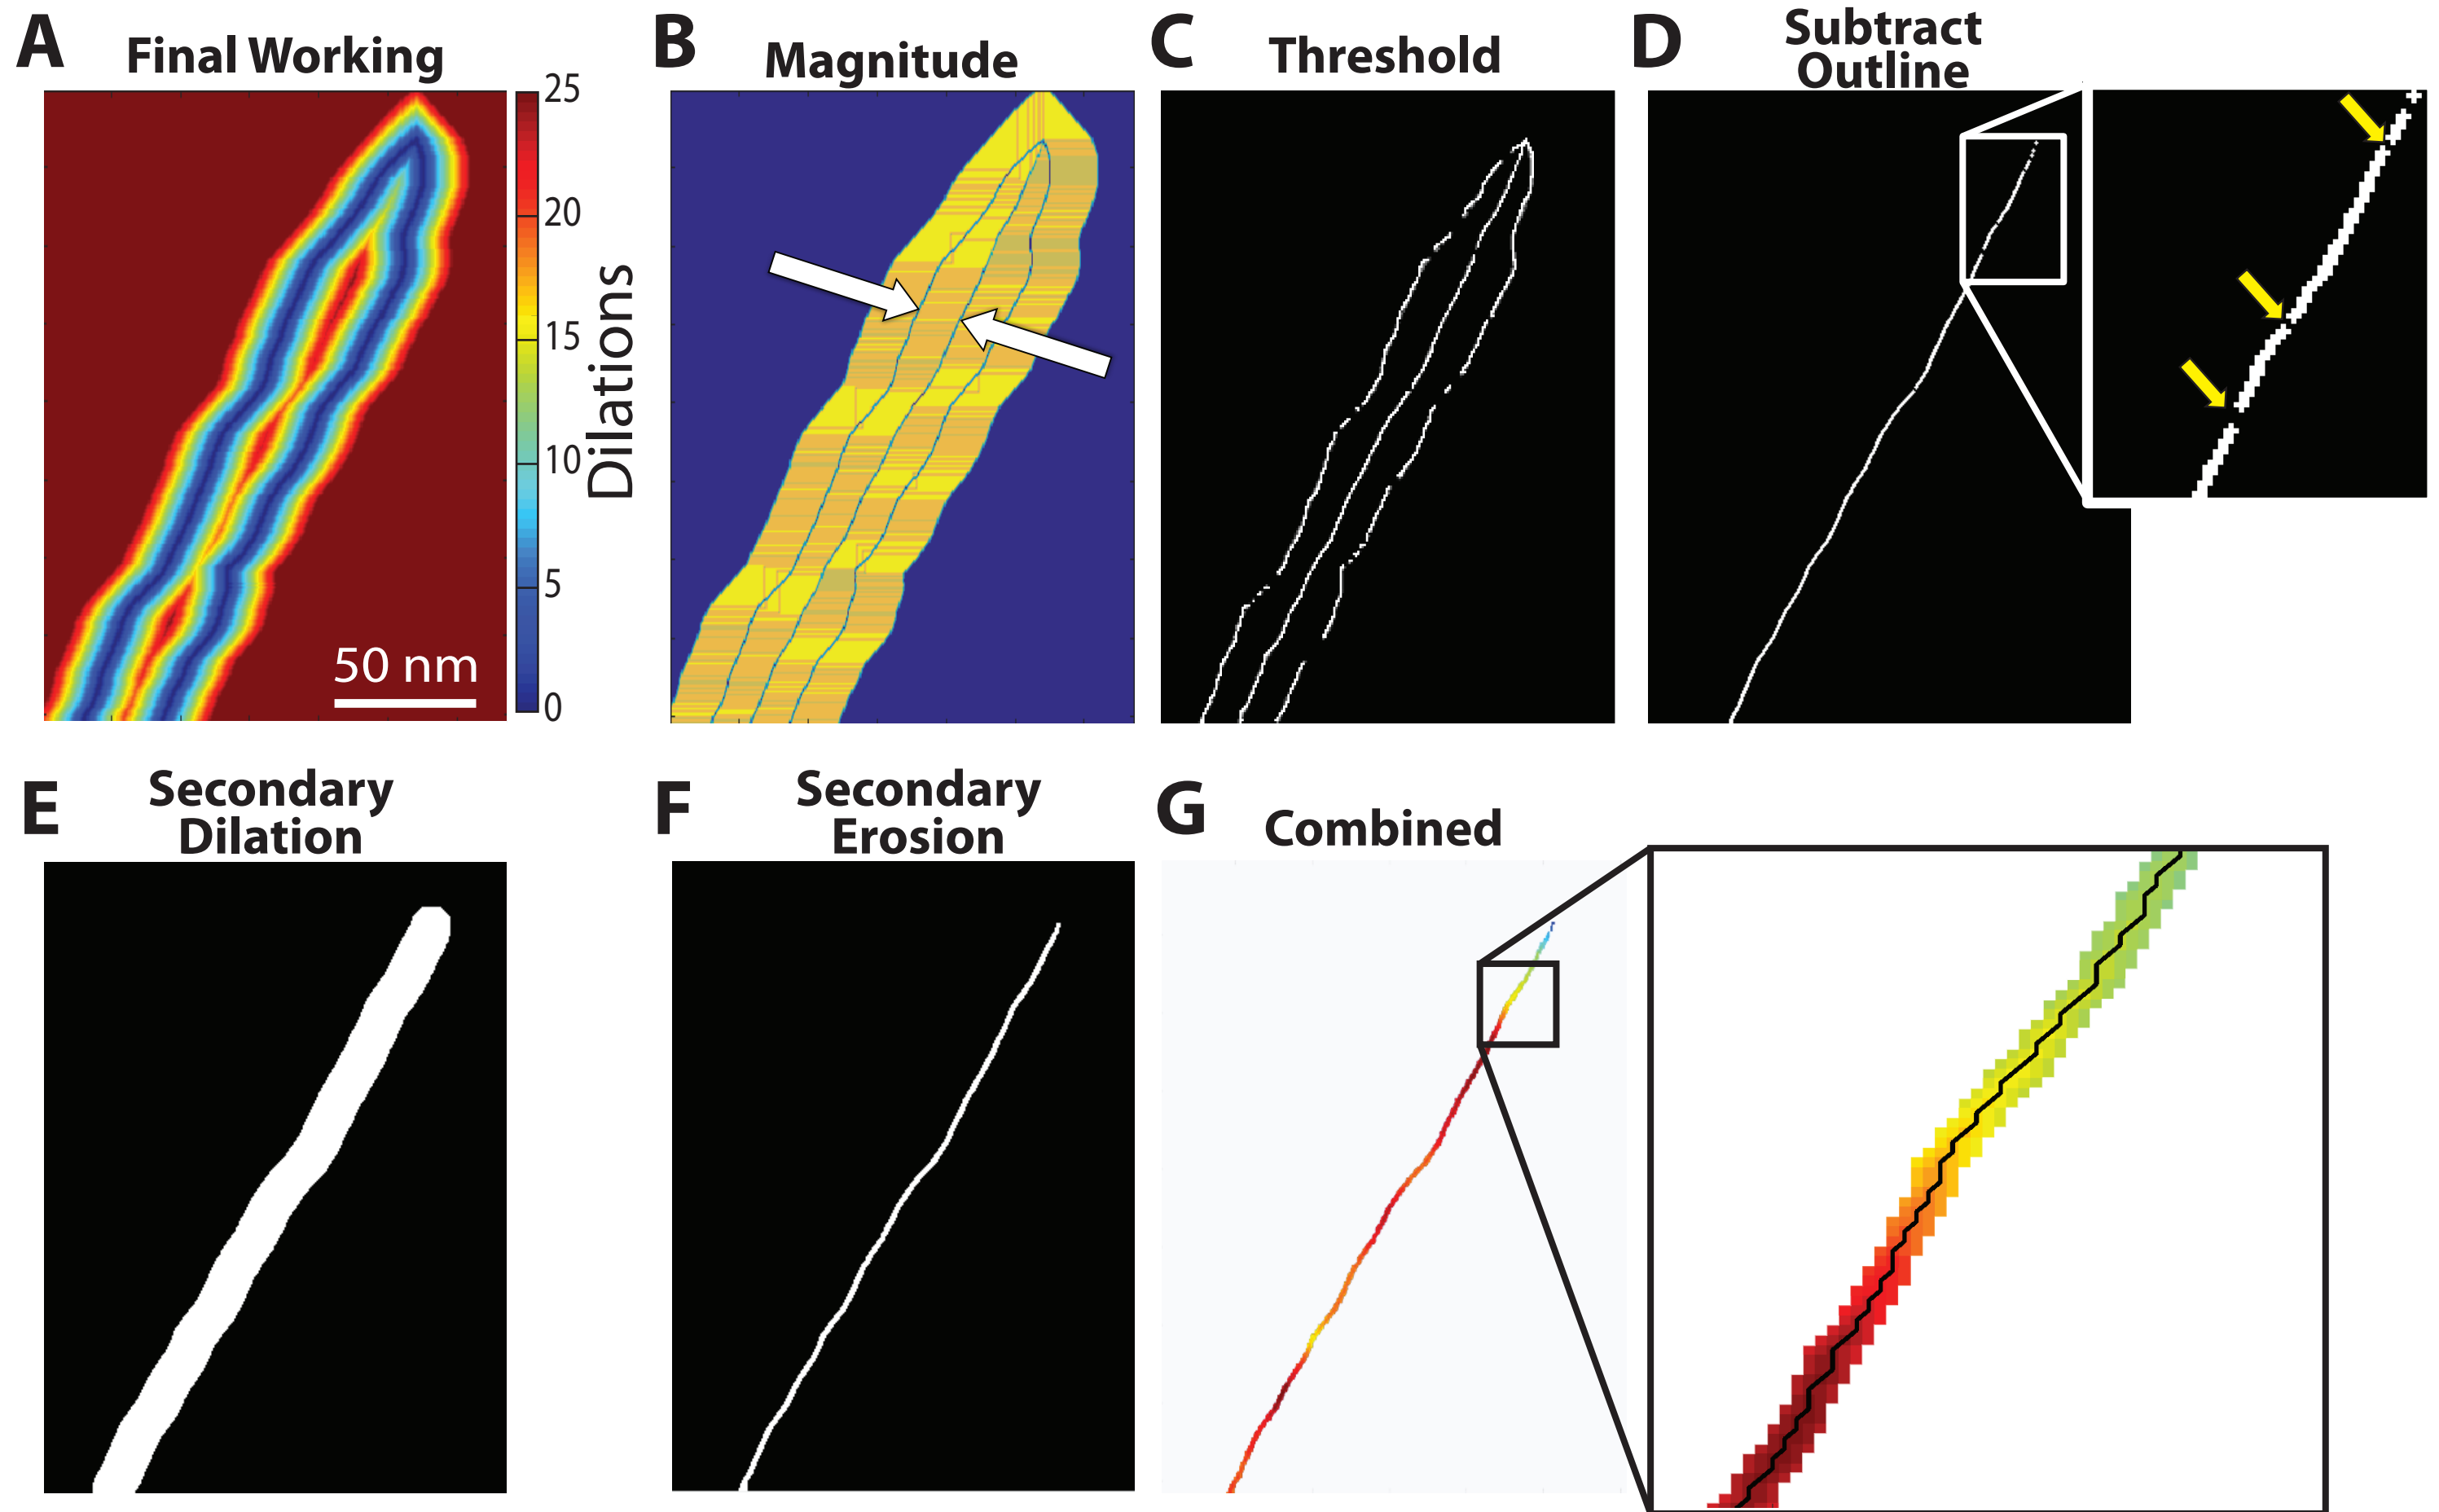 A
Final Working
25
20
15
10
5
0
Dilations
50 nm
B
Magnitude
C
Threshold
D
Subtract
Outline
E
Secondary
Dilation
F
Secondary
Erosion
G
Combined